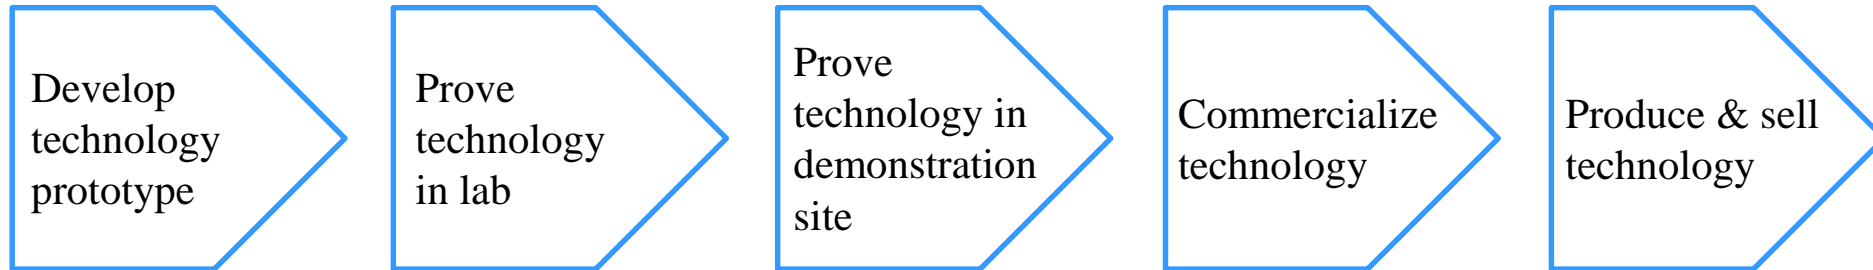 Develop
technology
prototype
Prove
technology
in lab
Prove
technology in
demonstration
site
Commercialize
technology
Produce & sell
technology